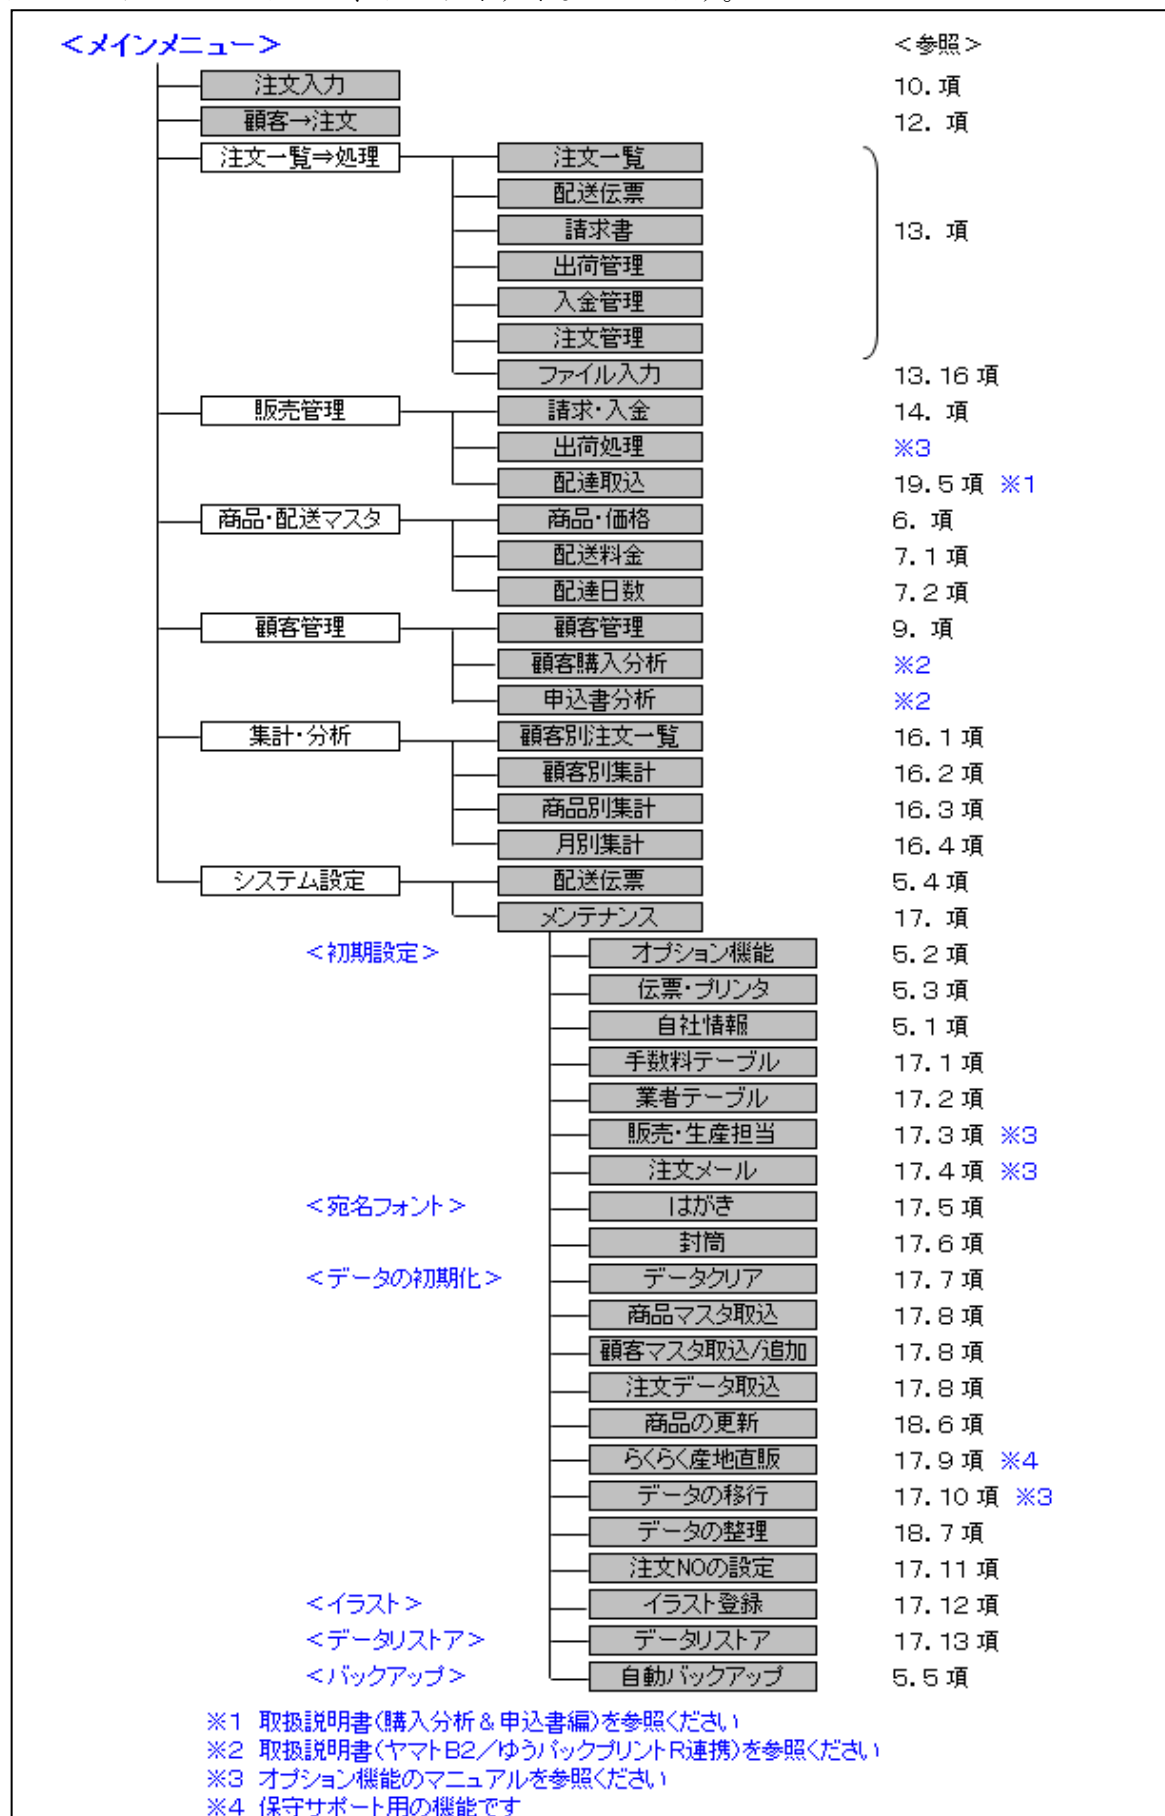 ＜メインメニュー＞ ＜参照＞
注文入力 10．項
顧客→注文 12．項
注文一覧⇒処理 注文一覧
配送伝票
請求書 13．項
出荷管理
入金管理
注文管理
ファイル入力 13．16項
販売管理 請求・入金 14．項
出荷処理 ※3
配達取込 19．5項 ※1
商品・配送マスタ 商品・価格 6．項
配送料金 7．1項
配達日数 7．2項
顧客管理 顧客管理 9．項
顧客購入分析 ※2
申込書分析 ※2
集計・分析 顧客別注文一覧 16．1項
顧客別集計 16．2項
商品別集計 16．3項
月別集計 16．4項
システム設定 配送伝票 5．4項
メンテナンス 17．項
＜初期設定＞ オプション機能 5．2項
伝票・プリンタ 5．3項
自社情報 5．1項
手数料テーブル 17．1項
業者テーブル 17．2項
販売・生産担当 17．3項 ※3
注文メール 17．4項 ※3
＜宛名フォント＞ はがき 17．5項
封筒 17．6項
＜データの初期化＞ データクリア 17．7項
商品マスタ取込 17．8項
顧客マスタ取込/追加 17．8項
注文データ取込 17．8項
商品の更新 18．6項
らくらく産地直販 17．9項 ※4
データの移行 17．10項 ※3
データの整理 18．7項
注文NOの設定 17．11項
＜イラスト＞ イラスト登録 17．12項
＜データリストア＞ データリストア 17．13項
＜バックアップ＞ 自動バックアップ 5．5項
※1 取扱説明書(購入分析＆申込書編)を参照ください
※2 取扱説明書(ヤマトB2／ゆうパックプリントR連携)を参照ください
※3 オプション機能のマニュアルを参照ください
※4 保守サポート用の機能です